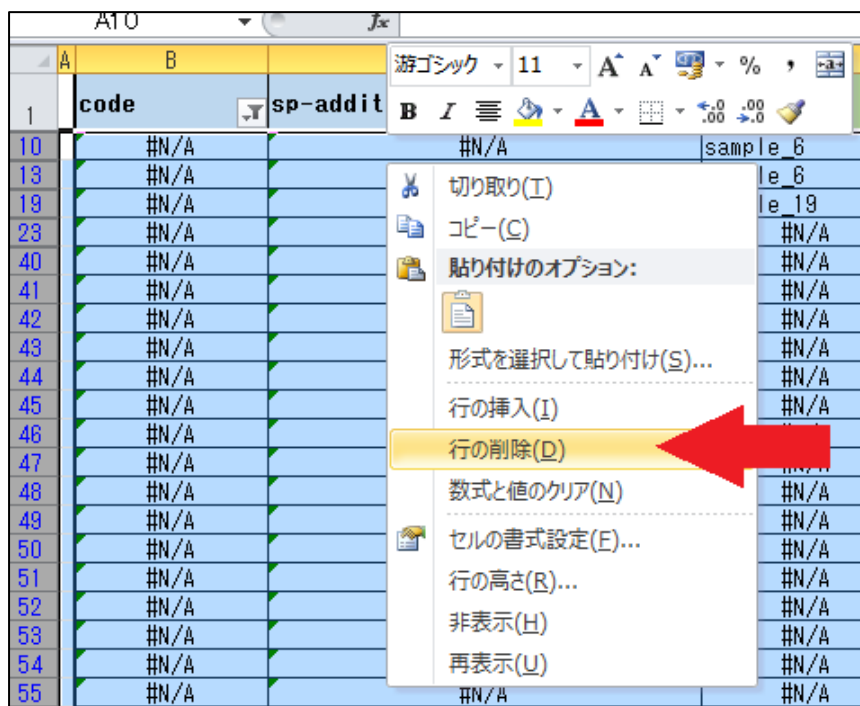 A10 fx
游ゴシック 11 A A % ,
B I A .0 .00 .00 .0
A B
1 code sp-addit
10 #N/A #N/A sample_6
13 #N/A le_6
19 #N/A le_19
23 #N/A #N/A
40 #N/A #N/A
41 #N/A #N/A
42 #N/A #N/A
43 #N/A #N/A
44 #N/A #N/A
45 #N/A #N/A
46 #N/A
47 #N/A #N/A
48 #N/A #N/A
49 #N/A #N/A
50 #N/A #N/A
51 #N/A #N/A
52 #N/A #N/A
53 #N/A #N/A
54 #N/A #N/A
55 #N/A #N/A #N/A
切り取り(T)
コピー(C)
貼り付けのオプション:
形式を選択して貼り付け(S)...
行の挿入(I)
行の削除(D)
数式と値のクリア(N)
セルの書式設定(F)...
行の高さ(R)...
非表示(H)
再表示(U)